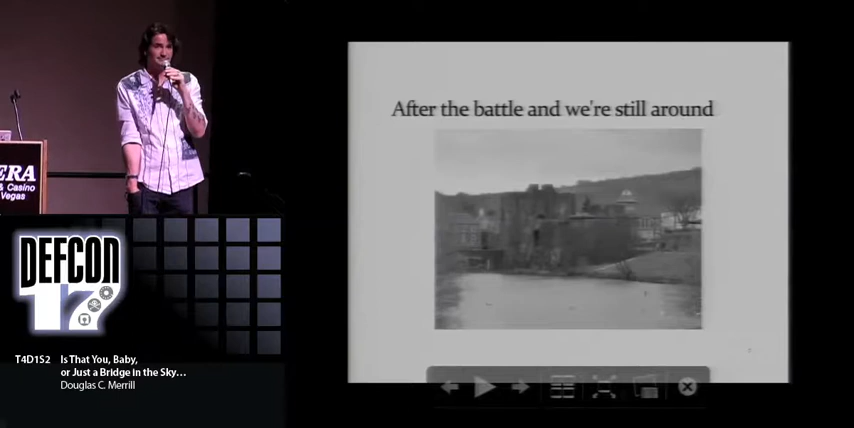 After the battle and we're still around
ERA
& Casino
Vegas
DEFCON
17
T4D1S2 Is That You, Baby,
or Just a Bridge in the Sky...
Douglas C. Merrill